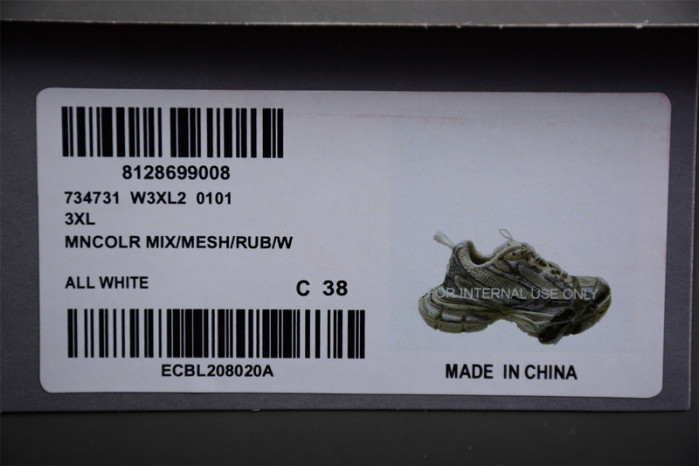 8128699008
734731 W3XL2 0101
3XL
MNCOLR MIX/MESH/RUB/W
ALL WHITE
C 38
ECBL208020A
FOR INTERNAL USE ONLY
MADE IN CHINA